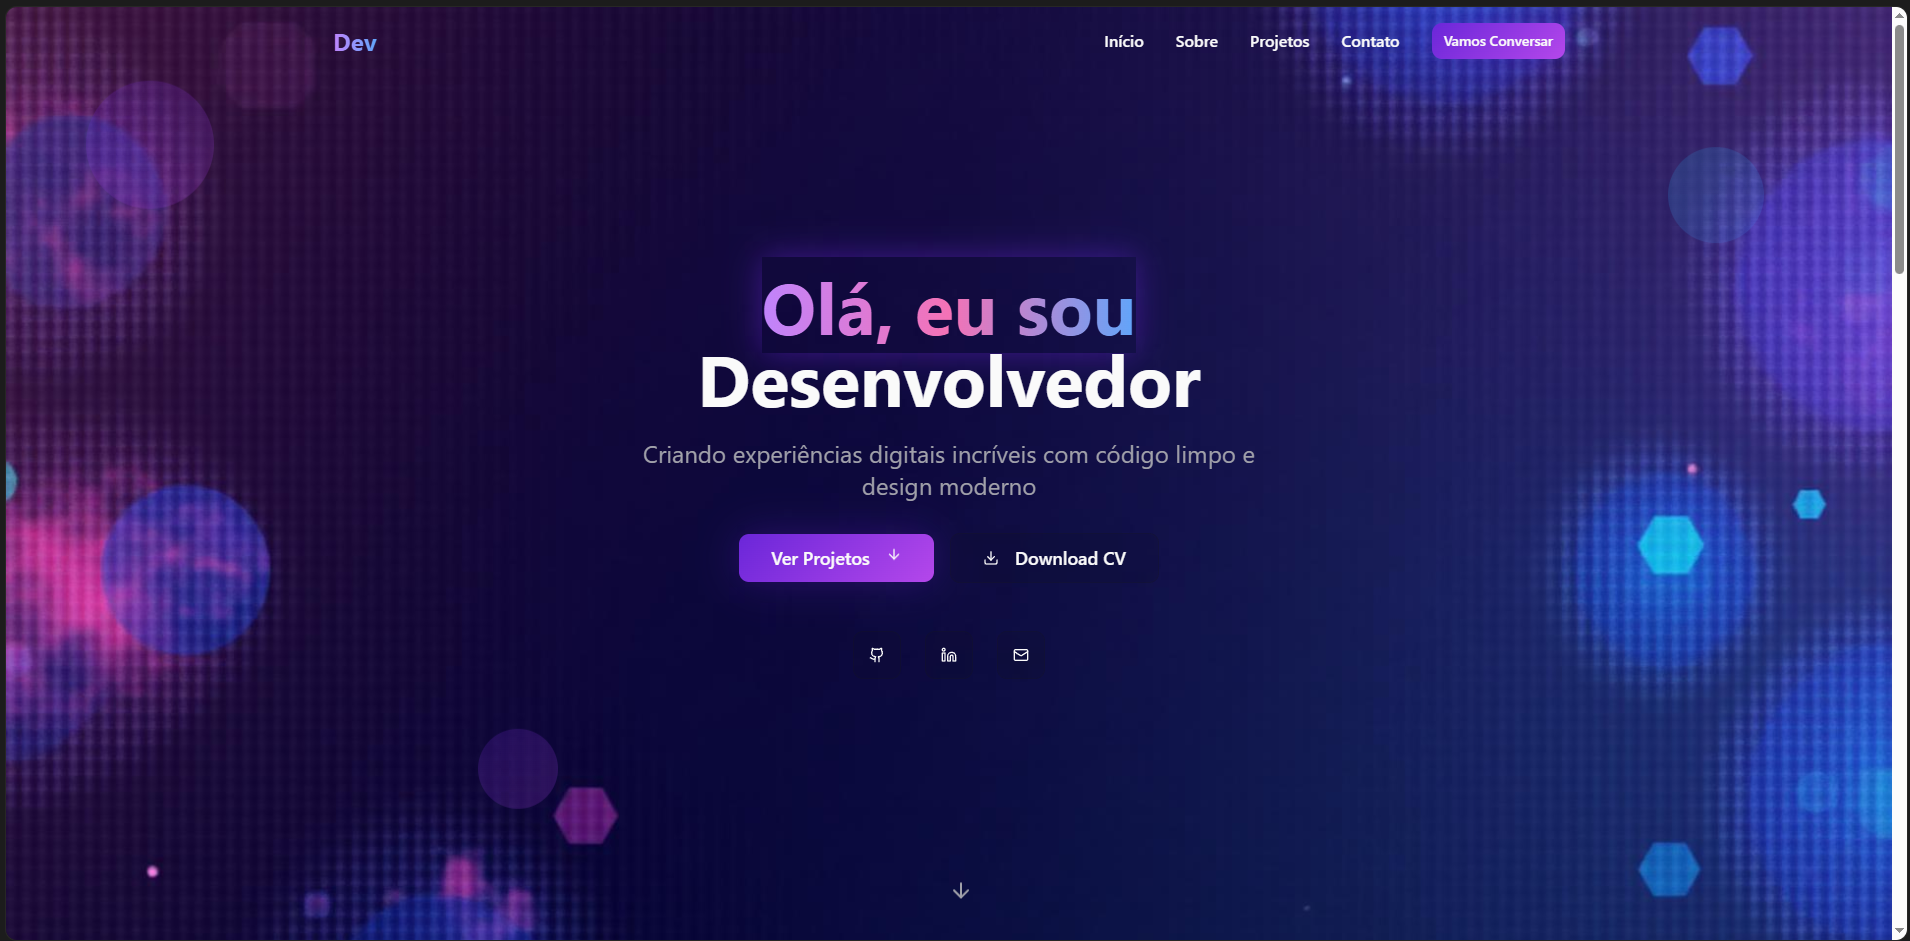 Dev
Início
Sobre
Projetos
Contato
Vamos Conversar
Olá, eu sou
Desenvolvedor
Criando experiências digitais incríveis com código limpo e
design moderno
Ver Projetos
Download CV